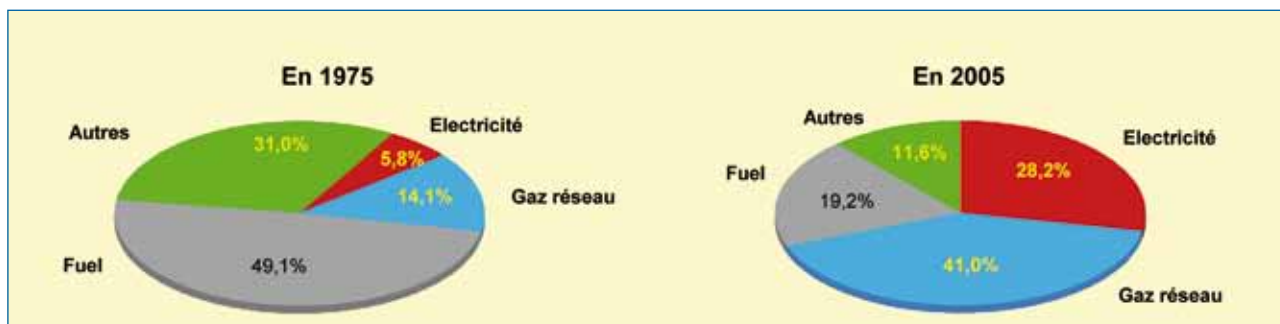 En 1975
Autres
31,0%
Electricité
5,8%
14,1%
Gaz réseau
Fuel
49,1%
En 2005
Autres
11,6%
Electricité
28,2%
Fuel
19,2%
41,0%
Gaz réseau